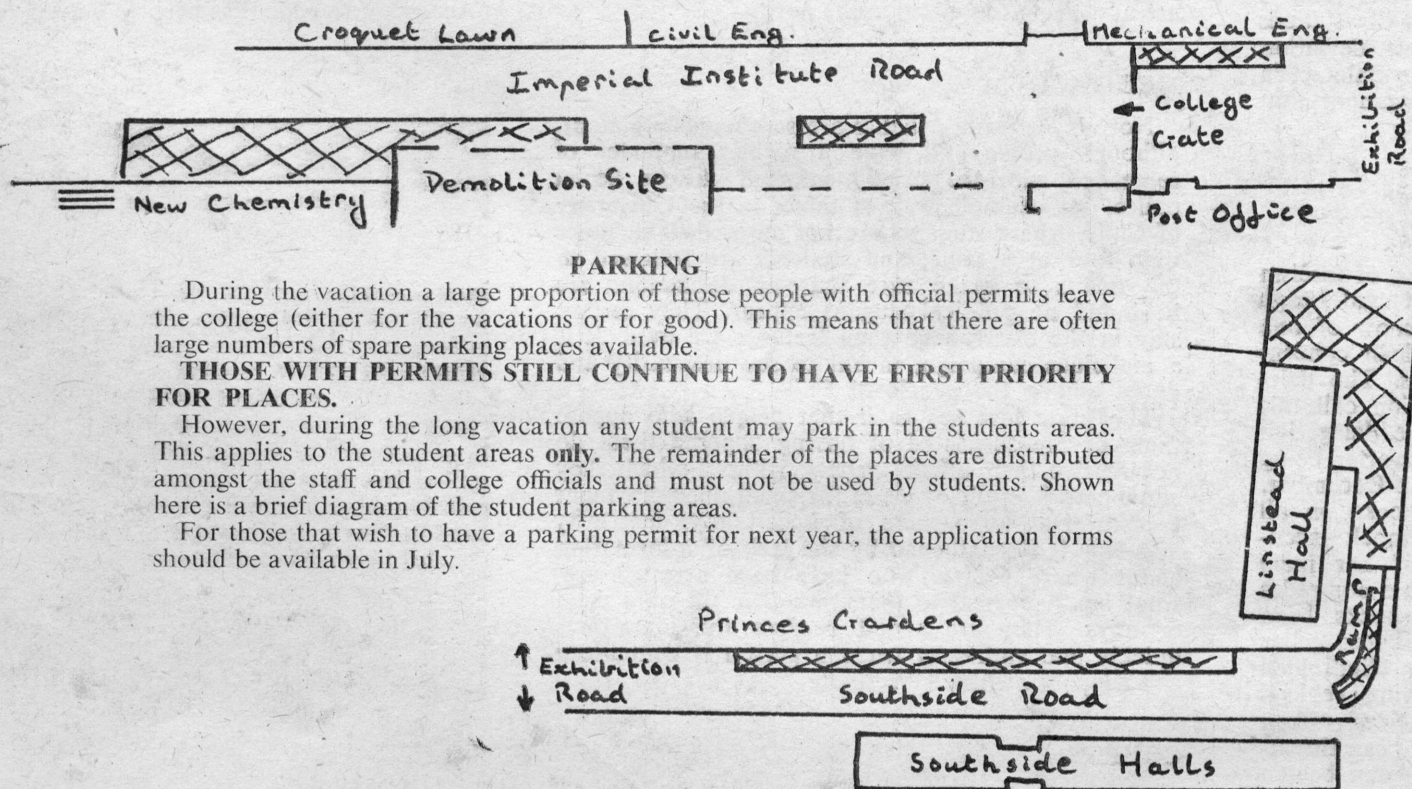 Croquet Lawn
civil Eng.
Mechanical Eng.
Imperial Institute Road
Exhibition
Road
College
Gate
Demolition Site
New Chemistry
Post Office
PARKING
During the vacation a large proportion of those people with official permits leave
the college (either for the vacations or for good). This means that there are often
large numbers of spare parking places available.
THOSE WITH PERMITS STILL CONTINUE TO HAVE FIRST PRIORITY
FOR PLACES.
However, during the long vacation any student may park in the students areas.
This applies to the student areas only. The remainder of the places are distributed
amongst the staff and college officials and must not be used by students. Shown
here is a brief diagram of the student parking areas.
For those that wish to have a parking permit for next year, the application forms
should be available in July.
Linstead
Hall
Ramp
Princes Gardens
Exhibition
Road
Southside Road
Southside Halls